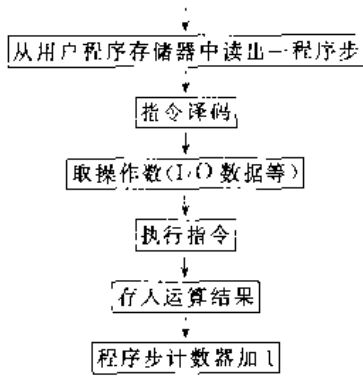 从用户程序存储器中读出一程序步
指令译码
取操作数(I/O数据等)
执行指令
存入运算结果
程序步计数器加1